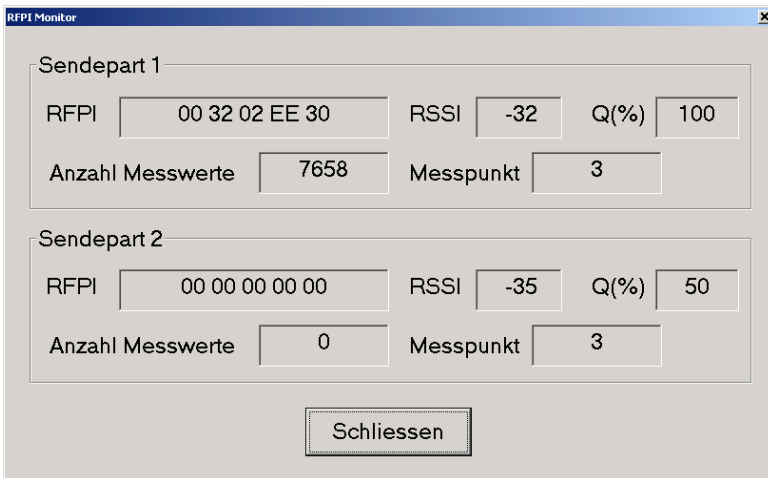 RFPI Monitor
Sendepart 1
RFPI 00 32 02 EE 30 RSSI -32 Q(%) 100
Anzahl Messwerte 7658 Messpunkt 3
Sendepart 2
RFPI 00 00 00 00 00 RSSI -35 Q(%) 50
Anzahl Messwerte 0 Messpunkt 3
Schliessen